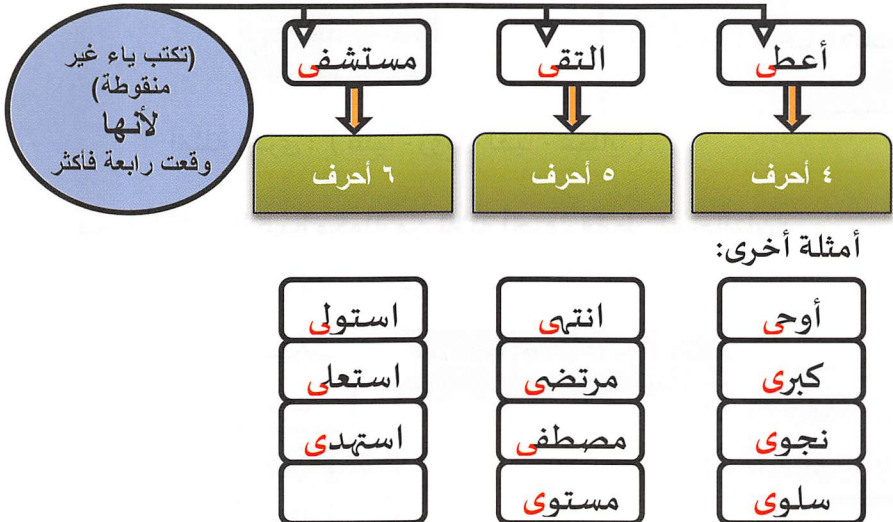 أعطى
التقى
مستشفى
(تكتب ياء غير
منقوطة)
لأنها
وقعت رابعة فأكثر
٤ أحرف
٥ أحرف
٦ أحرف
أمثلة أخرى:
أوحى
انتهى
استولى
كبرى
مرتضى
استعلى
نجوى
مصطفى
استهدى
سلوى
مستوى